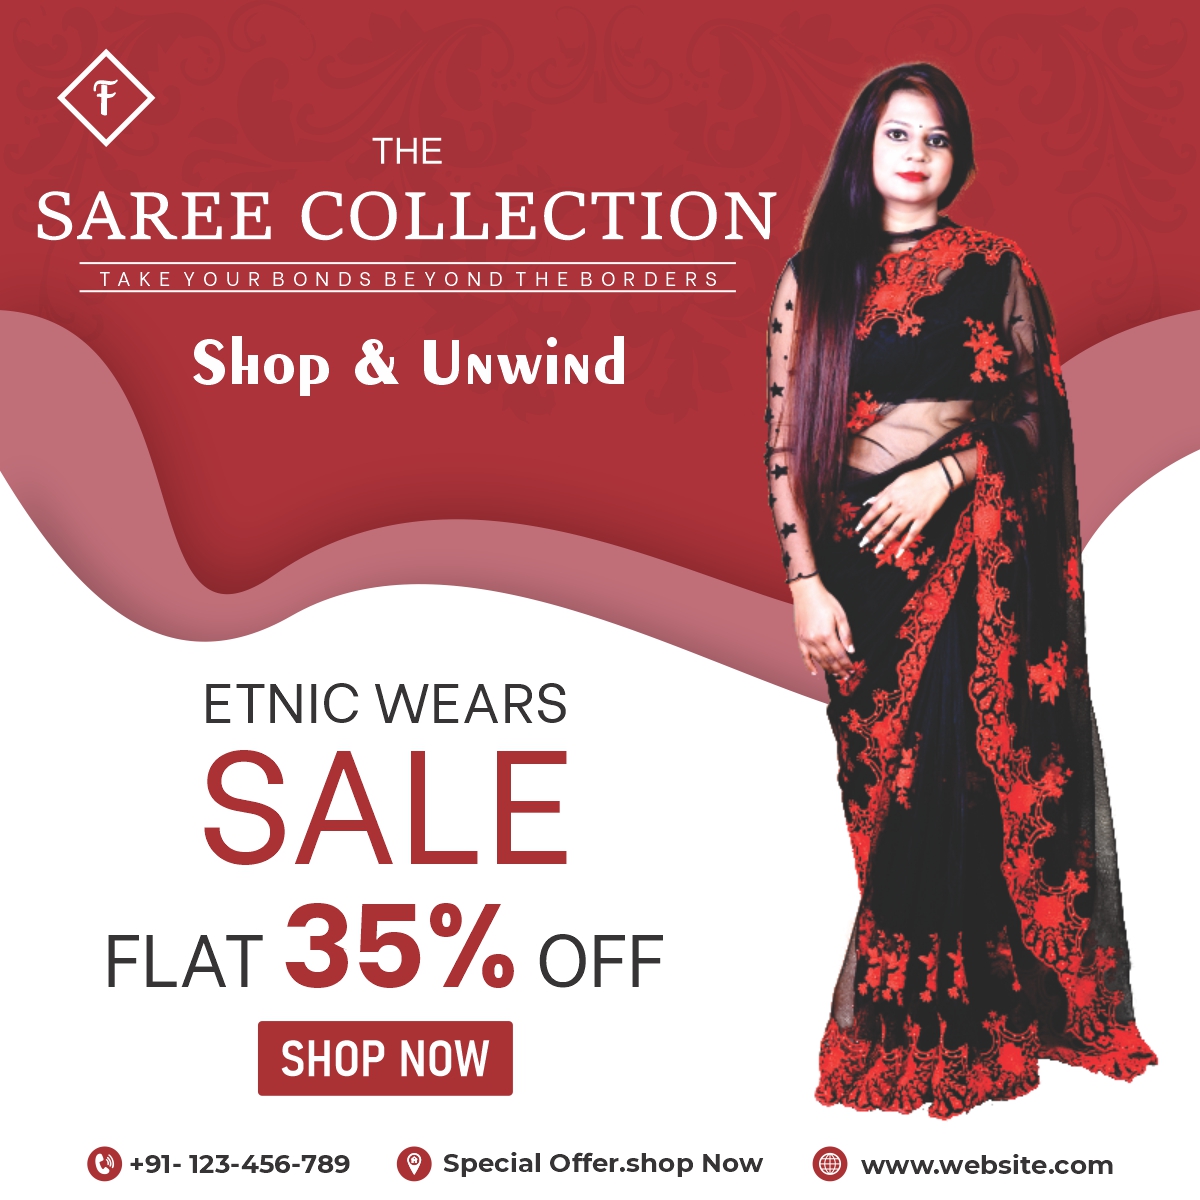 F
THE
SAREE COLLECTION
TAKE YOUR BONDS BEYOND THE BORDERS
Shop & Unwind
ETNIC WEARS
SALE
FLAT 35% OFF
SHOP NOW
+91- 123-456-789
Special Offer.shop Now
www.website.com